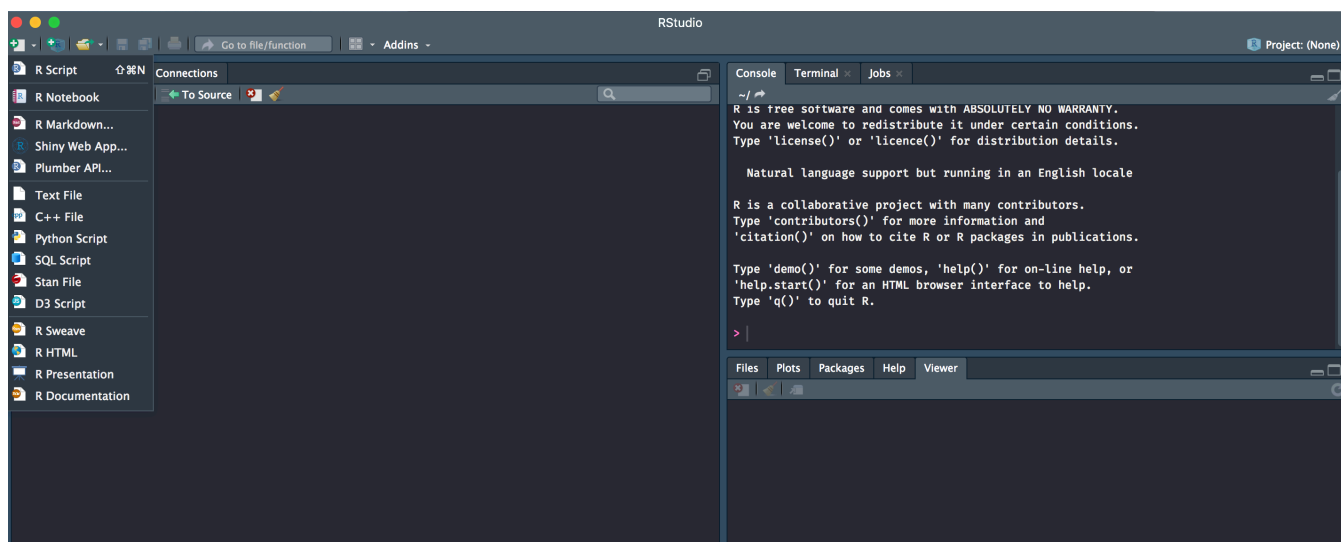 RStudio
Go to file/function
Addins
Project: (None)
R Script ⇧⌘N
R Notebook
R Markdown...
Shiny Web App...
Plumber API...
Text File
C++ File
Python Script
SQL Script
Stan File
D3 Script
R Sweave
R HTML
R Presentation
R Documentation
Connections
To Source
Console Terminal Jobs
~/
R is free software and comes with ABSOLUTELY NO WARRANTY.
You are welcome to redistribute it under certain conditions.
Type 'license()' or 'licence()' for distribution details.
Natural language support but running in an English locale
R is a collaborative project with many contributors.
Type 'contributors()' for more information and
'citation()' on how to cite R or R packages in publications.
Type 'demo()' for some demos, 'help()' for on-line help, or
'help.start()' for an HTML browser interface to help.
Type 'q()' to quit R.
>
Files Plots Packages Help Viewer